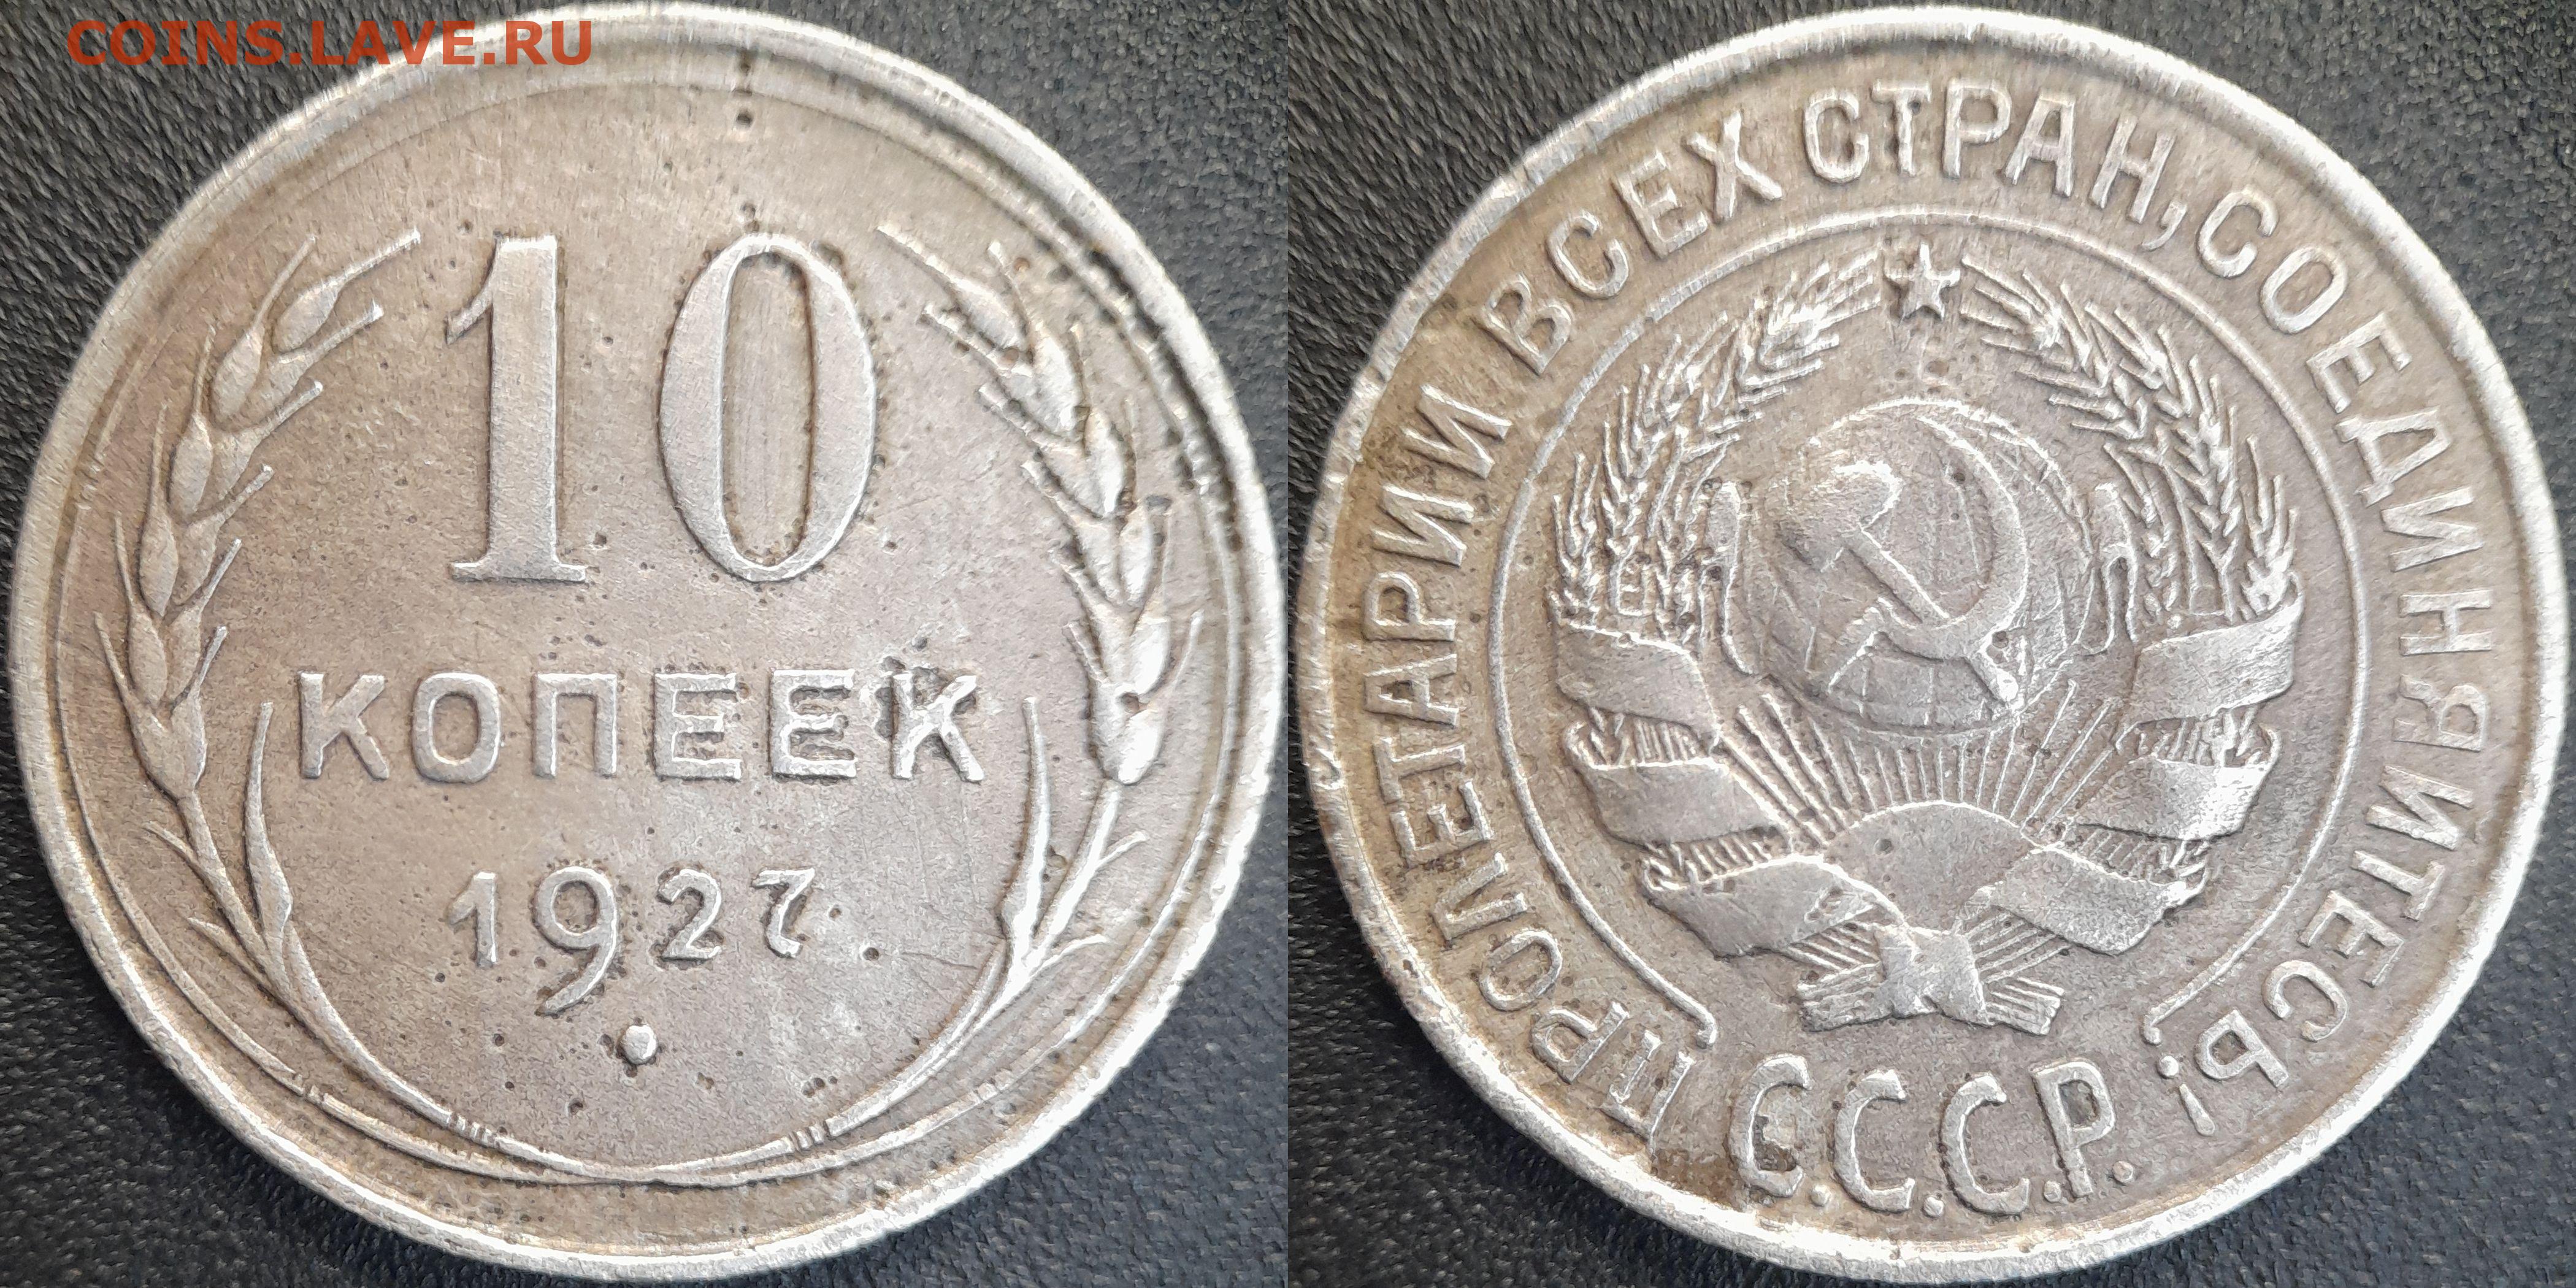 COINS.LAVE.RU
10
КОПЕЕК
1927
ПРОЛЕТАРИИ ВСЕХ СТРАН, СОЕДИНЯЙТЕСЬ!
С.С.С.Р.